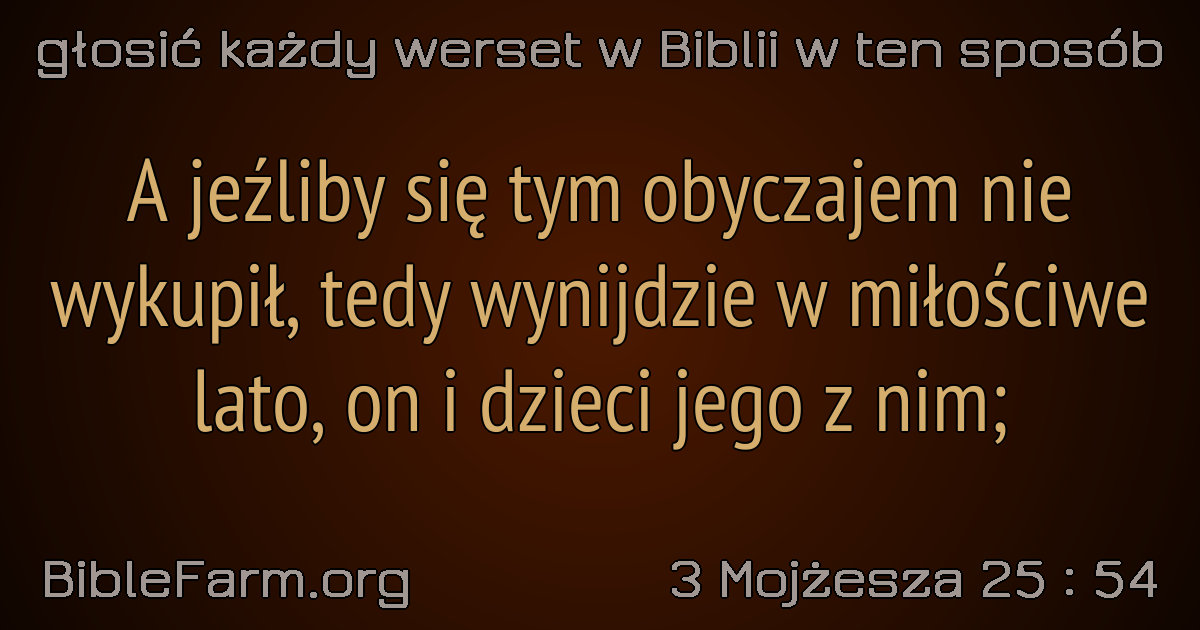 głosić każdy werset w Biblii w ten sposób
A jeźliby się tym obyczajem nie
wykupił, tedy wynijdzie w miłościwe
lato, on i dzieci jego z nim;
BibleFarm.org
3 Mojżesza 25 : 54